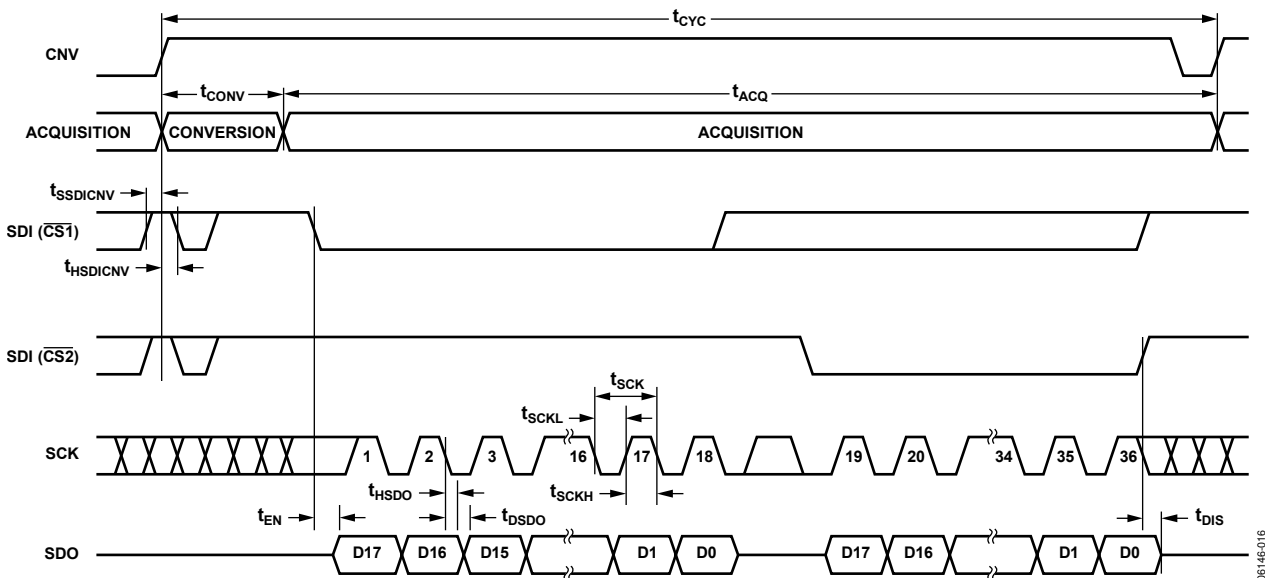 tCYC
CNV
tCONV
tACQ
ACQUISITION
CONVERSION
ACQUISITION
tSSDICNV
SDI (CS1)
tHSDICNV
SDI (CS2)
tSCK
tSCKL
SCK
1 2 3 16 17 18 19 20 34 35 36
tHSDO
tSCKH
tEN
tDSDO
tDIS
SDO
D17 D16 D15 D1 D0 D17 D16 D1 D0
06146-016